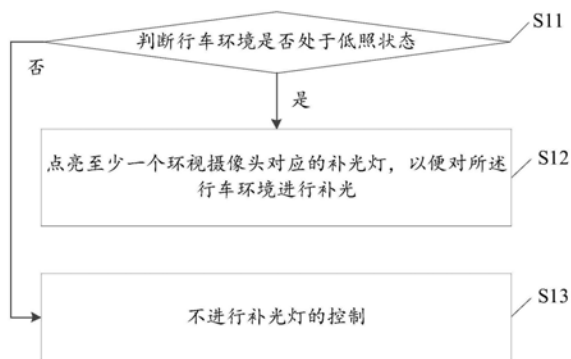 判断行车环境是否处于低照状态
S11
否
是
点亮至少一个环视摄像头对应的补光灯，以便对所述
行车环境进行补光
S12
不进行补光灯的控制
S13